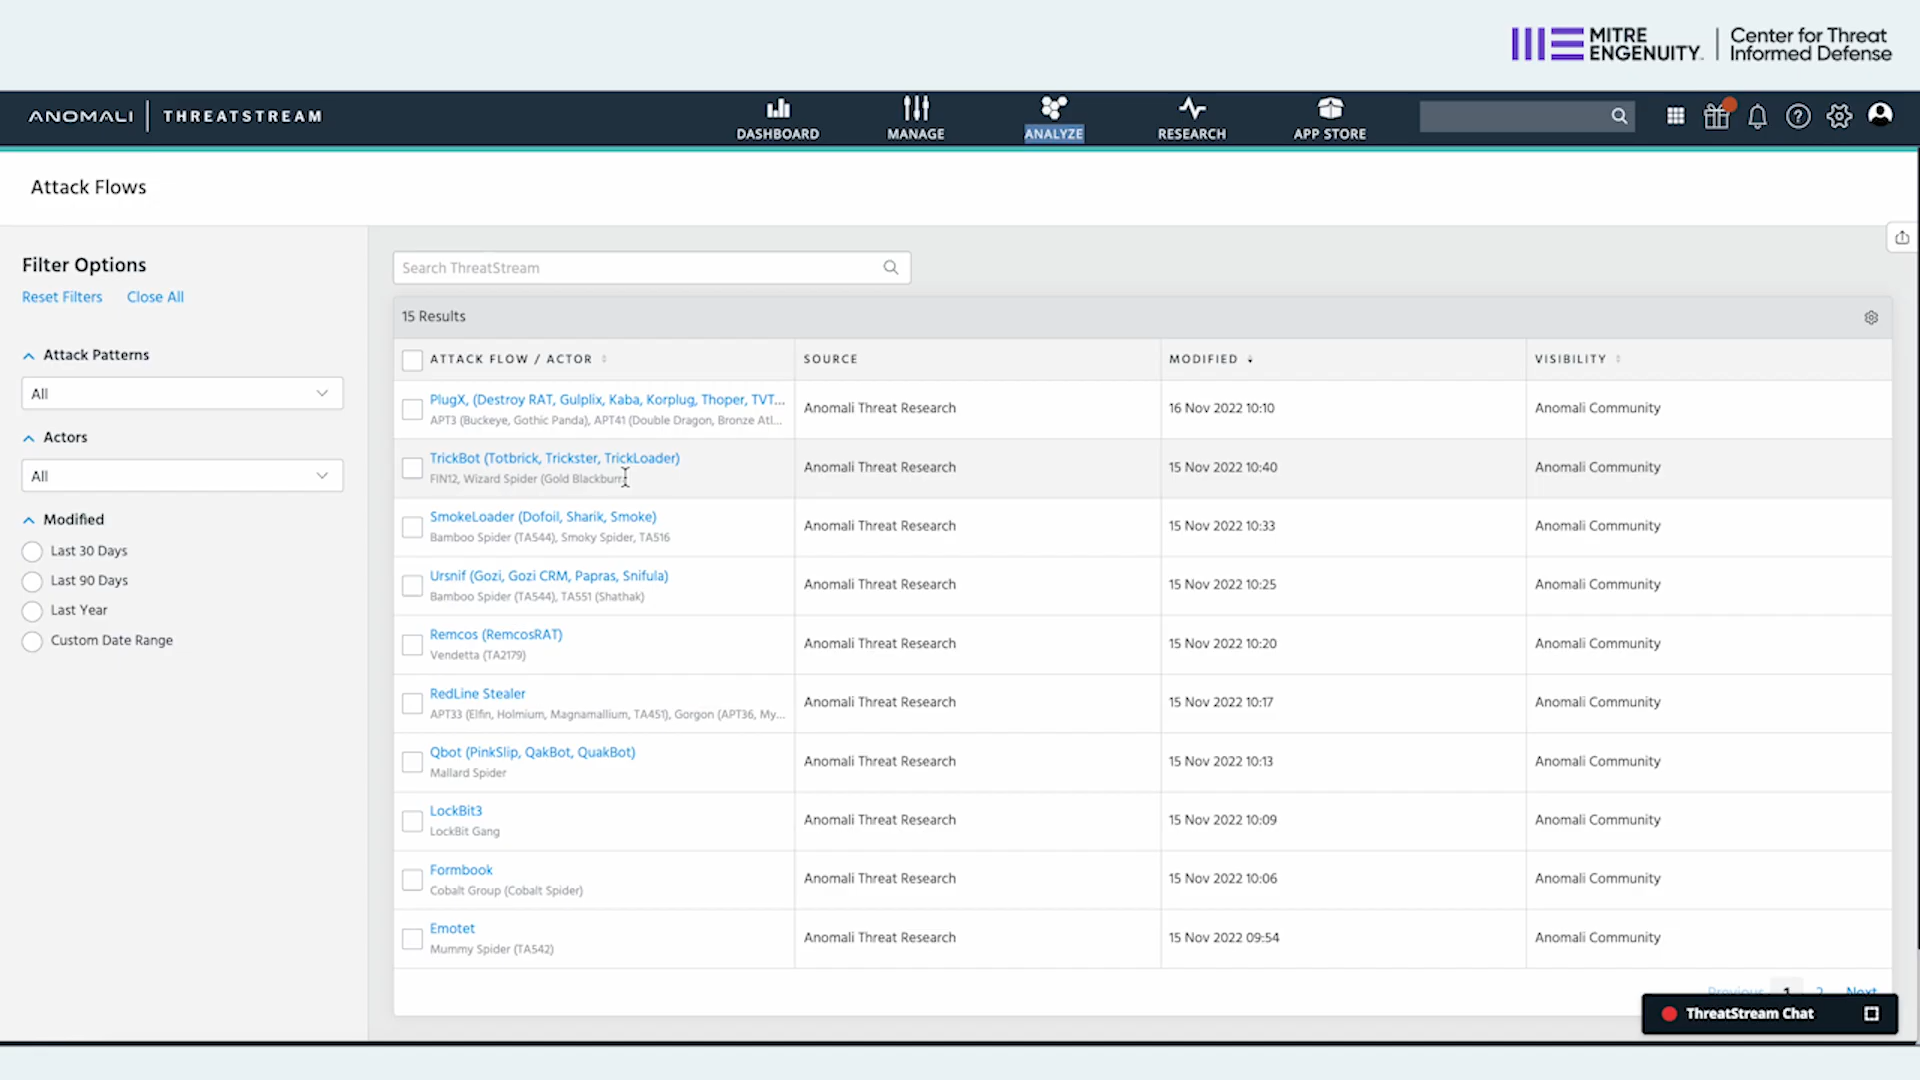 MITRE ENGENUITY.
Center for Threat Informed Defense
ANOMALI THREATSTREAM
DASHBOARD
MANAGE
ANALYZE
RESEARCH
APP STORE
Attack Flows
Filter Options
Reset Filters Close All
Attack Patterns
All
Actors
All
Modified
Last 30 Days
Last 90 Days
Last Year
Custom Date Range
Search ThreatStream
15 Results
ATTACK FLOW / ACTOR SOURCE MODIFIED VISIBILITY
PlugX, (Destroy RAT, Gulplix, Kaba, Korplug, Thoper, TVT...
APT3 (Buckeye, Gothic Panda), APT41 (Double Dragon, Bronze Atl...
Anomali Threat Research 16 Nov 2022 10:10 Anomali Community
TrickBot (Totbrick, Trickster, TrickLoader)
FIN12, Wizard Spider (Gold Blackburn)
Anomali Threat Research 15 Nov 2022 10:40 Anomali Community
SmokeLoader (Dofoil, Sharik, Smoke)
Bamboo Spider (TA544), Smoky Spider, TA516
Anomali Threat Research 15 Nov 2022 10:33 Anomali Community
Ursnif (Gozi, Gozi CRM, Papras, Snifula)
Bamboo Spider (TA544), TA551 (Shathak)
Anomali Threat Research 15 Nov 2022 10:25 Anomali Community
Remcos (RemcosRAT)
Vendetta (TA2179)
Anomali Threat Research 15 Nov 2022 10:20 Anomali Community
RedLine Stealer
APT33 (Elfin, Holmium, Magnamallium, TA451), Gorgon (APT36, My...
Anomali Threat Research 15 Nov 2022 10:17 Anomali Community
Qbot (PinkSlip, QakBot, QuakBot)
Mallard Spider
Anomali Threat Research 15 Nov 2022 10:13 Anomali Community
LockBit3
LockBit Gang
Anomali Threat Research 15 Nov 2022 10:09 Anomali Community
Formbook
Cobalt Group (Cobalt Spider)
Anomali Threat Research 15 Nov 2022 10:06 Anomali Community
Emotet
Mummy Spider (TA542)
Anomali Threat Research 15 Nov 2022 09:54 Anomali Community
Previous 1 2 Next
ThreatStream Chat